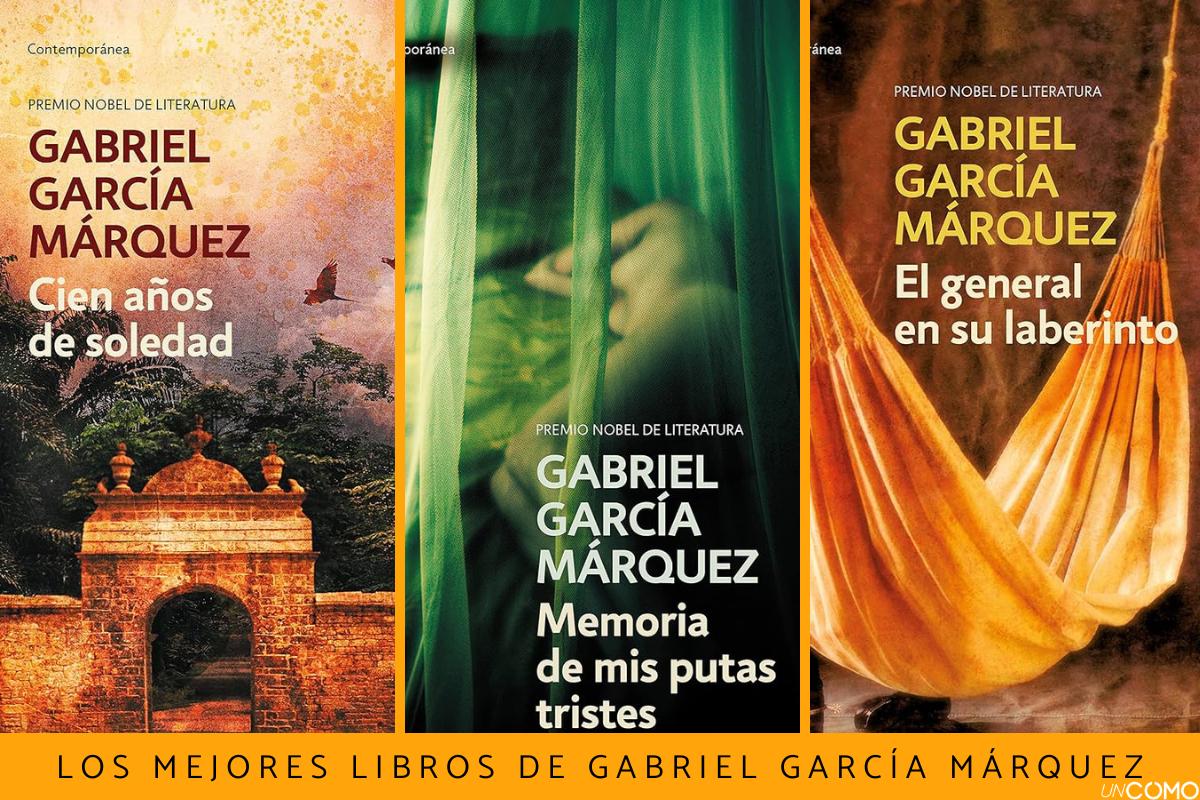 Contemporánea
PREMIO NOBEL DE LITERATURA
GABRIEL
GARCÍA
MÁRQUEZ
Cien años
de soledad
poránea
PREMIO NOBEL DE LITERATURA
GABRIEL
GARCÍA
MÁRQUEZ
Memoria
de mis putas
tristes
ránea
PREMIO NOBEL DE LITERATURA
GABRIEL
GARCÍA
MÁRQUEZ
El general
en su laberinto
LOS MEJORES LIBROS DE GABRIEL GARCÍA MÁRQUEZ
UNCOMO